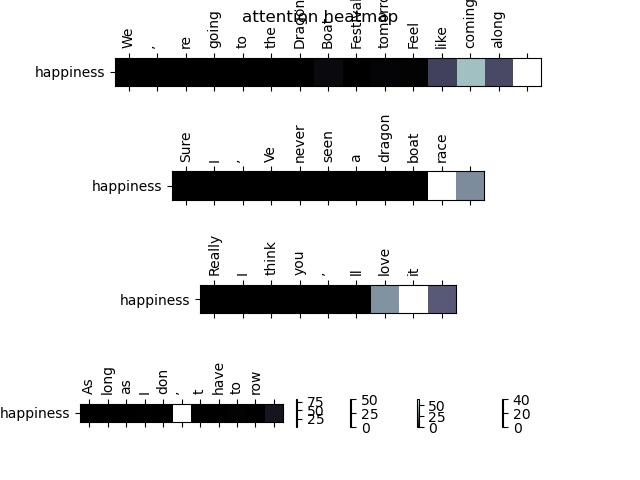 attention heatmap
We , re going to the Dragon Boat Festival tomorrow Feel like coming along
happiness
Sure I , Ve never seen a dragon boat race
happiness
Really I think you , ll love it
happiness
As long as I don , t have to row
happiness
75 50 25
50 25 0
50 25 0
40 20 0